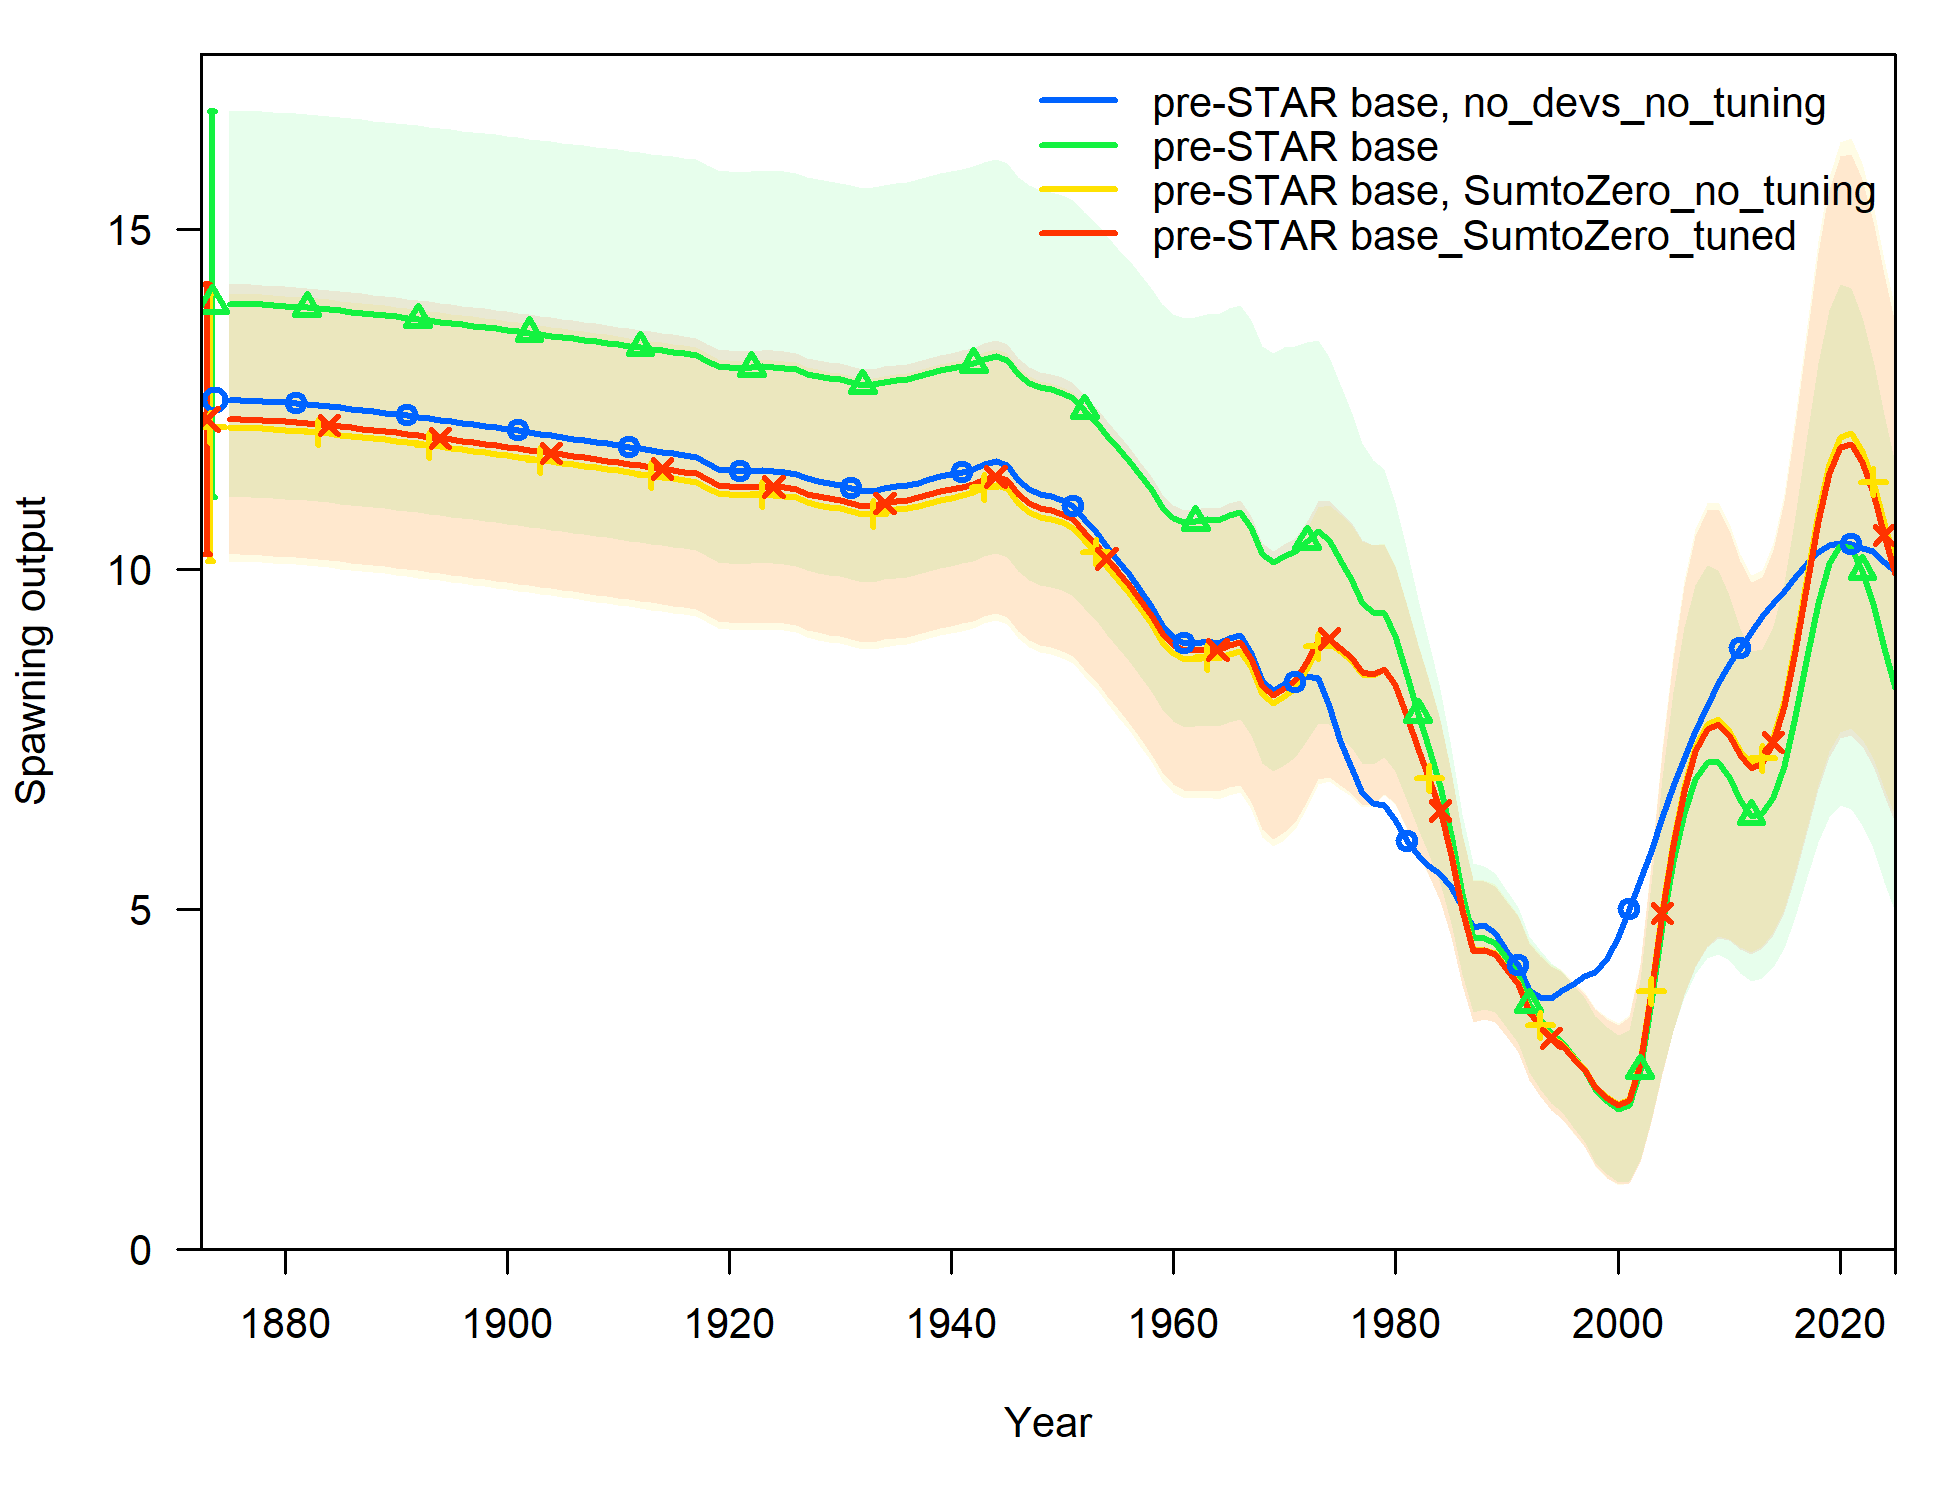 pre-STAR base, no_devs_no_tuning
pre-STAR base
pre-STAR base, SumtoZero_no_tuning
pre-STAR base_SumtoZero_tuned
Spawning output
15
10
5
0
1880 1900 1920 1940 1960 1980 2000 2020
Year